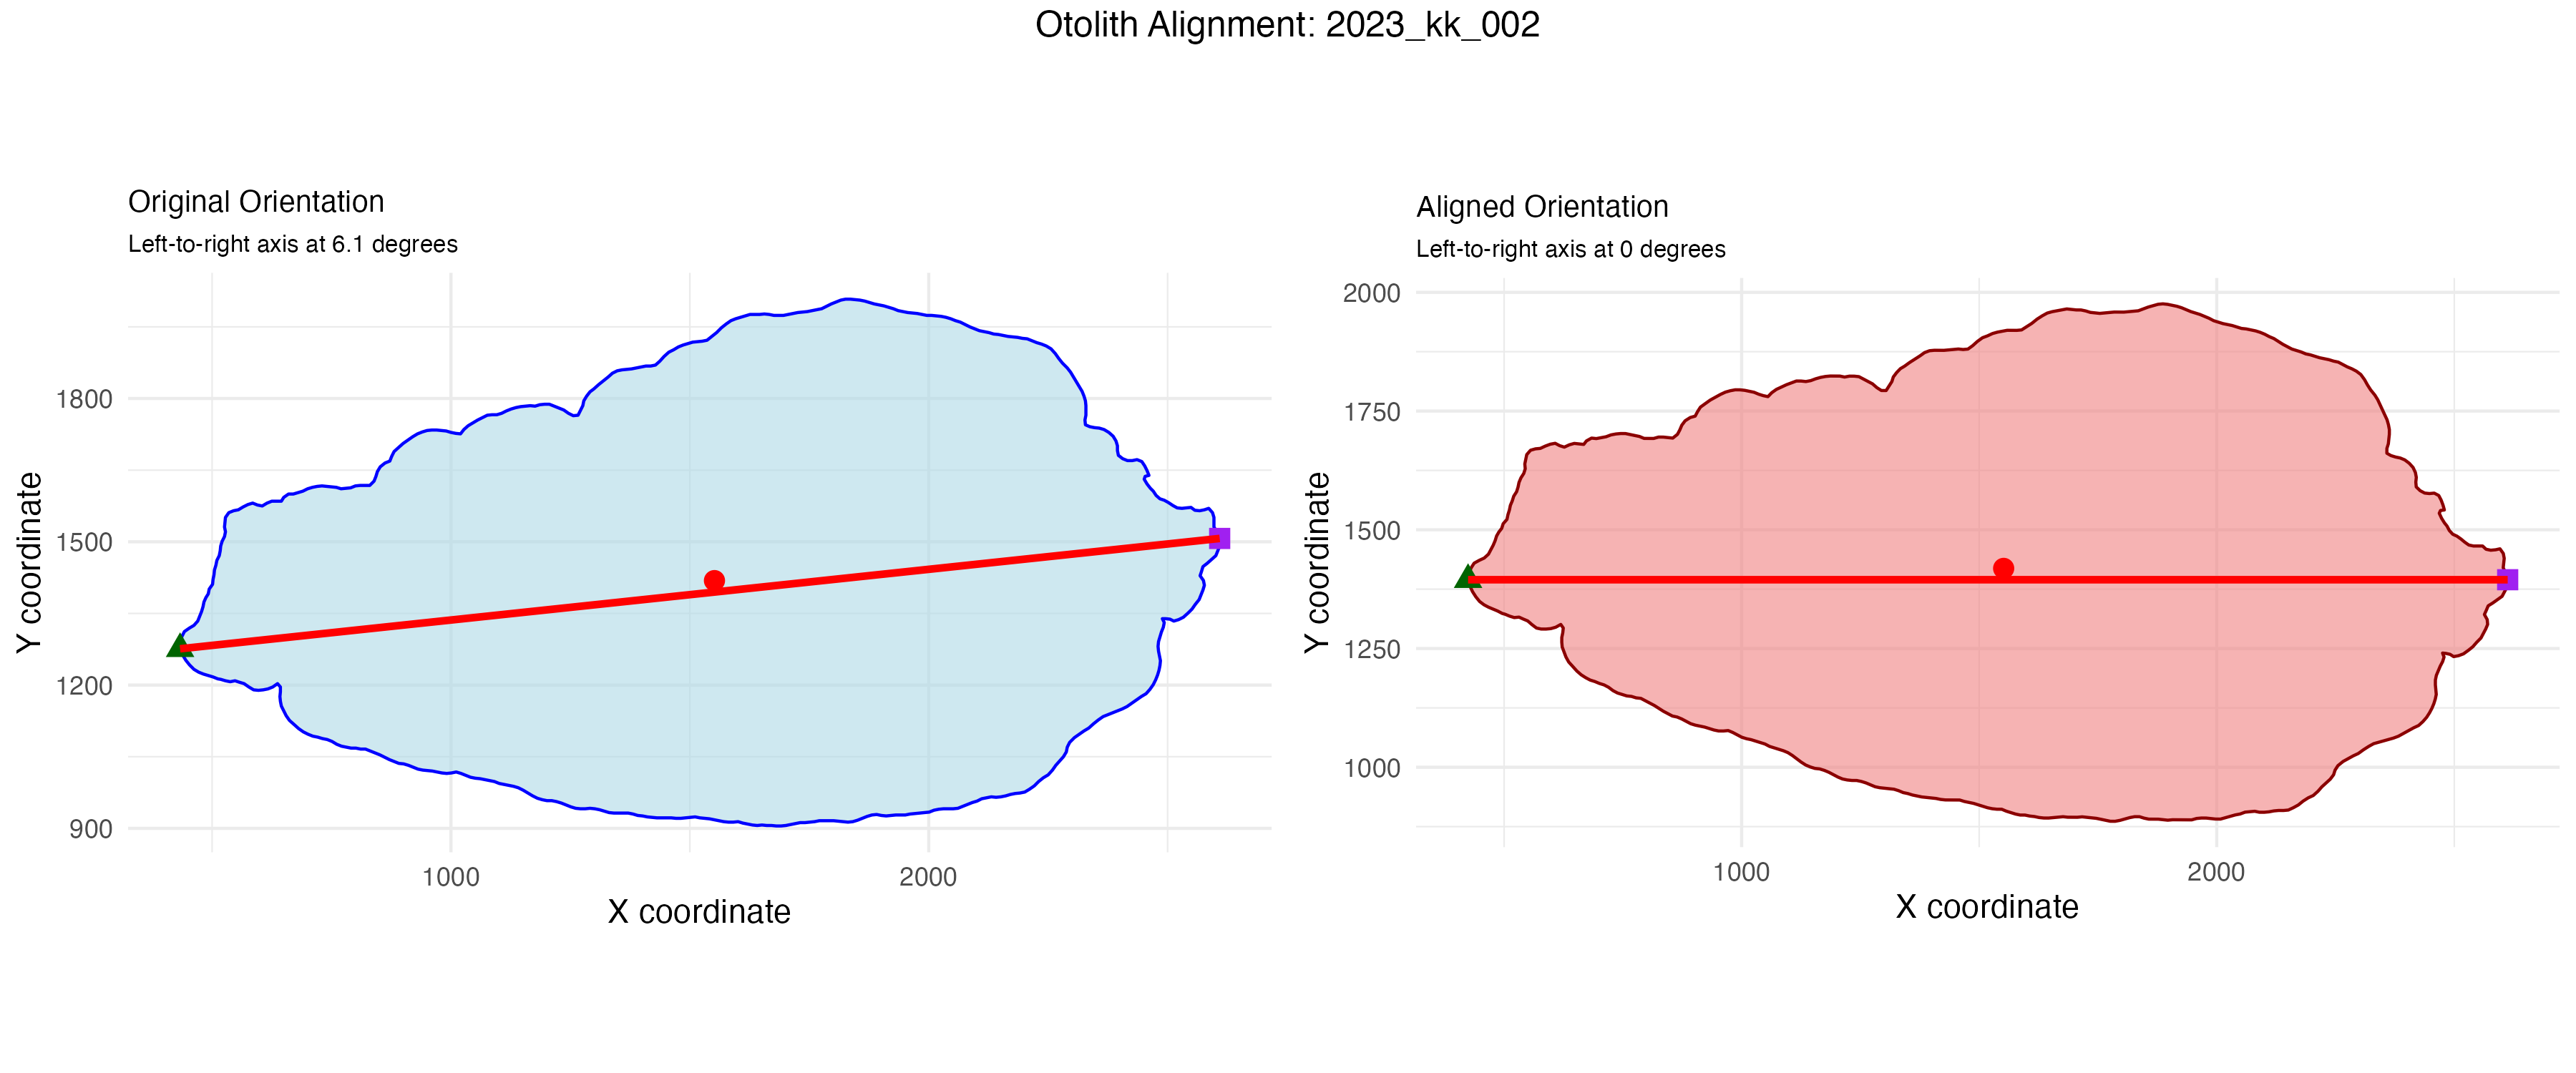 Otolith Alignment: 2023_kk_002
Original Orientation
Left-to-right axis at 6.1 degrees
1800
1500
1200
900
Y coordinate
1000
2000
X coordinate
Aligned Orientation
Left-to-right axis at 0 degrees
2000
1750
1500
1250
1000
Y coordinate
1000
2000
X coordinate